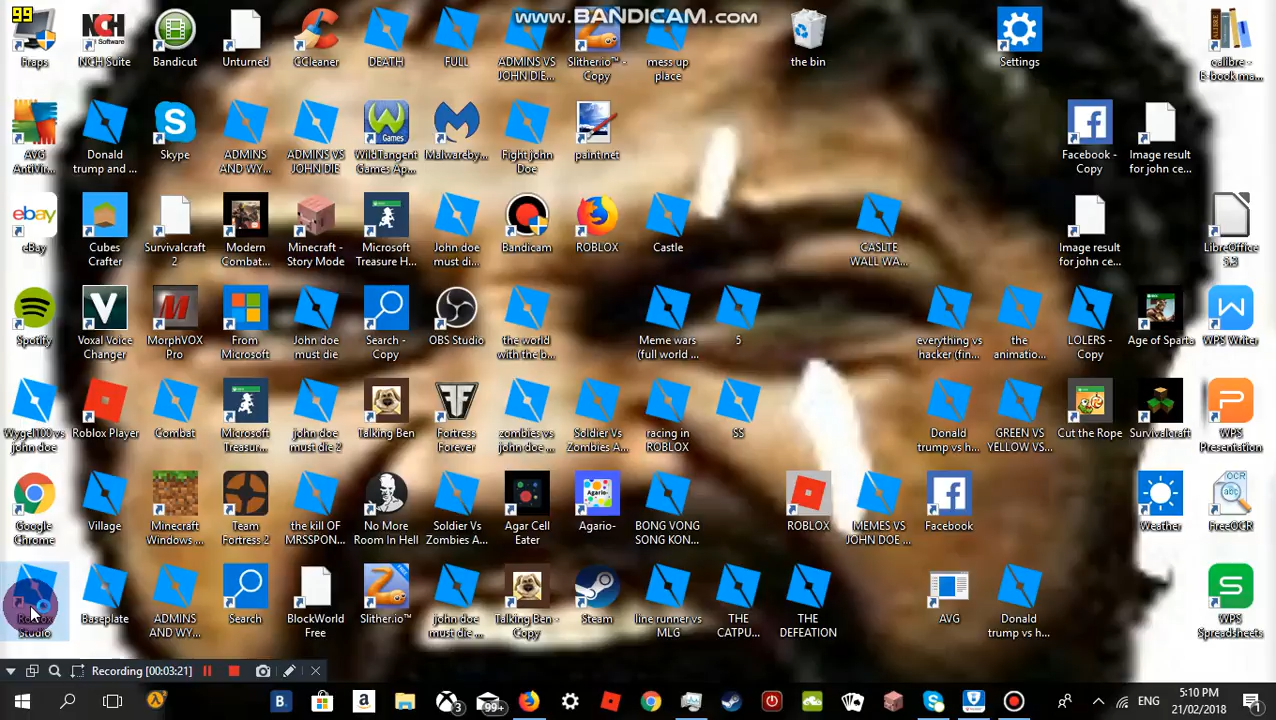 99
www.BANDICAM.com
Fraps
NCH Suite
Bandicut
Unturned
CCleaner
DEATH
FULL
ADMINS VS JOHN DIE...
Slither.io™ - Copy
mess up place
the bin
Settings
calibre - E-book ma...
AVG AntiVir...
Donald trump and ...
Skype
ADMINS AND WY...
ADMINS VS JOHN DIE
WildTangent Games Ap...
Malwareby...
Fight john Doe
paint.net
Facebook - Copy
Image result for john ce...
eBay
Cubes Crafter
Survivalcraft 2
Modern Combat...
Minecraft - Story Mode
Microsoft Treasure H...
John doe must di...
Bandicam
ROBLOX
Castle
CASLTE WALL WA...
Image result for john ce...
LibreOffice 5.3
Spotify
Voxal Voice Changer
MorphVOX Pro
From Microsoft
John doe must die
Search - Copy
OBS Studio
the world with the b...
Meme wars (full world ...
5
everything vs hacker (fin...
the animatio...
LOLERS - Copy
Age of Sparta
WPS Writer
Wygel100 vs john doe
Roblox Player
Combat
Microsoft Treasur...
john doe must die 2
Talking Ben
Fortress Forever
zombies vs john doe ...
Soldier Vs Zombies A...
racing in ROBLOX
SS
Donald trump vs h...
GREEN VS YELLOW VS...
Cut the Rope
Survivalcraft
WPS Presentation
Google Chrome
Village
Minecraft Windows ...
Team Fortress 2
the kill OF MRSSPON...
No More Room In Hell
Soldier Vs Zombies A...
Agar Cell Eater
Agario-
BONG VONG SONG KON...
ROBLOX
MEMES VS JOHN DOE ...
Facebook
Weather
FreeOCR
Roblox Studio
Baseplate
ADMINS AND WY...
Search
BlockWorld Free
Slither.io™
john doe must die ...
Talking Ben - Copy
Steam
line runner vs MLG
THE CATPU...
THE DEFEATION
AVG
Donald trump vs h...
WPS Spreadsheets
Recording [00:03:21]
ENG
5:10 PM
21/02/2018